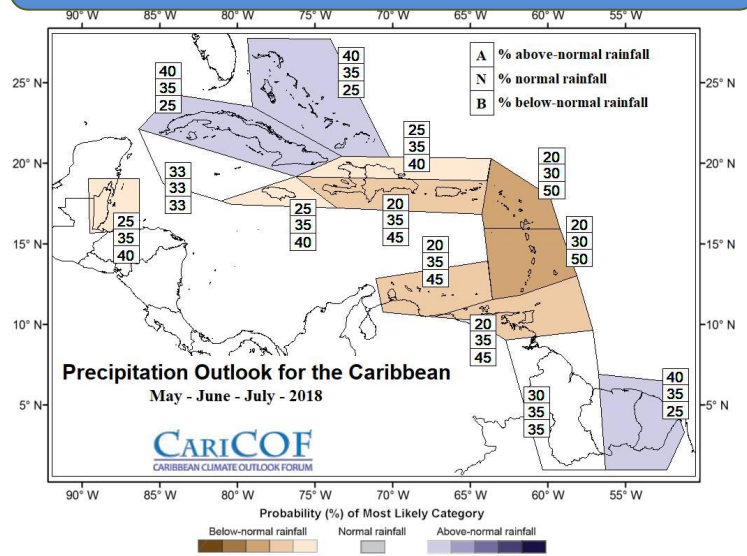 90° W 85° W 80° W 75° W 70° W 65° W 60° W 55° W
A % above-normal rainfall
N % normal rainfall
B % below-normal rainfall
25° N
25° N
40
35
25
40
35
25
20° N
20° N
25
35
40
20
30
50
33
33
33
25
35
40
25
35
40
20
35
45
20
30
50
15° N
15° N
20
35
45
10° N
10° N
20
35
45
Precipitation Outlook for the Caribbean
May - June - July - 2018
5° N
5° N
30
35
35
40
35
25
CARICOF
CARIBBEAN CLIMATE OUTLOOK FORUM
90° W 85° W 80° W 75° W 70° W 65° W 60° W 55° W
Probability (%) of Most Likely Category
Below-normal rainfall Normal rainfall Above-normal rainfall